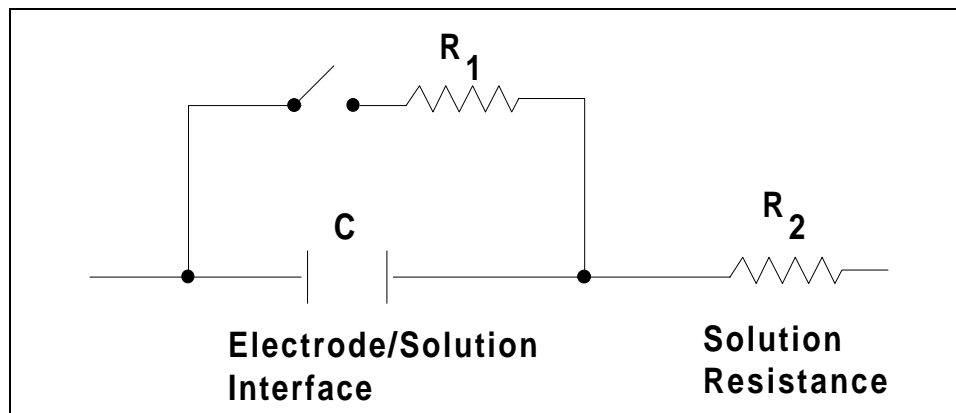 R1
C
R2
Electrode/Solution
Interface
Solution
Resistance